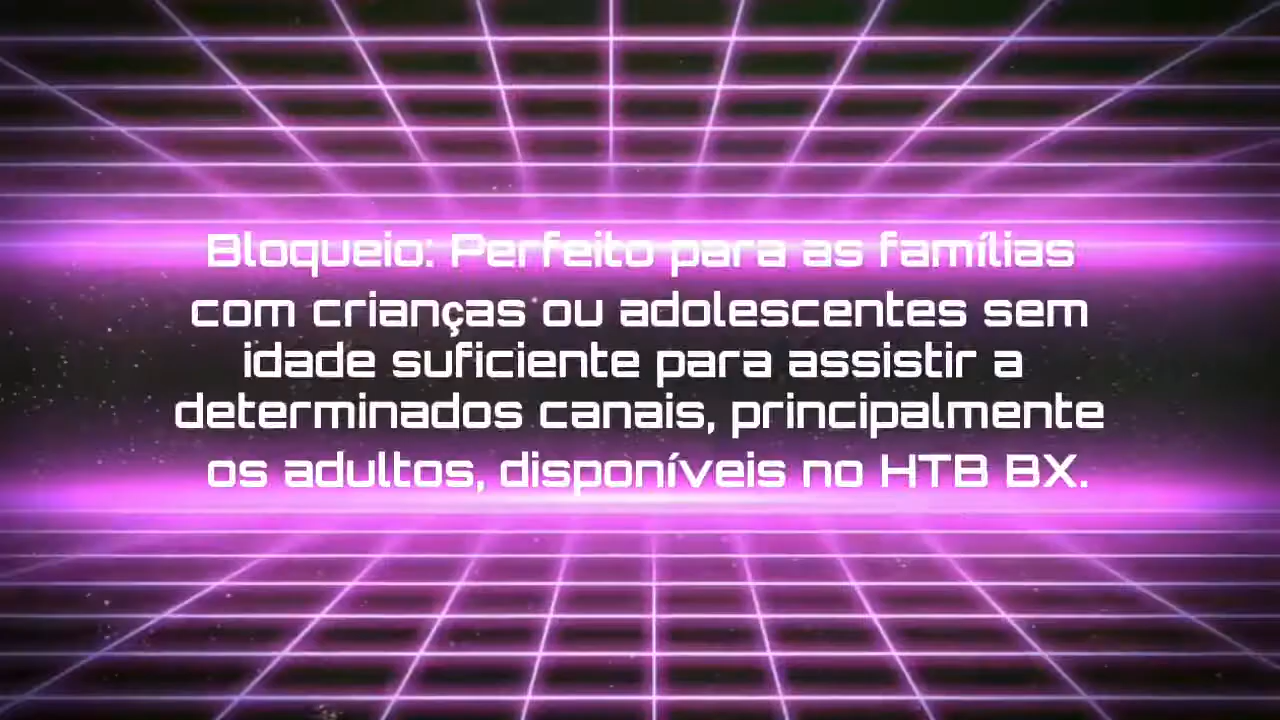 Bloqueio: Perfeito para as famílias
com crianças ou adolescentes sem
idade suficiente para assistir a
determinados canais, principalmente
os adultos, disponíveis no HTB BX.